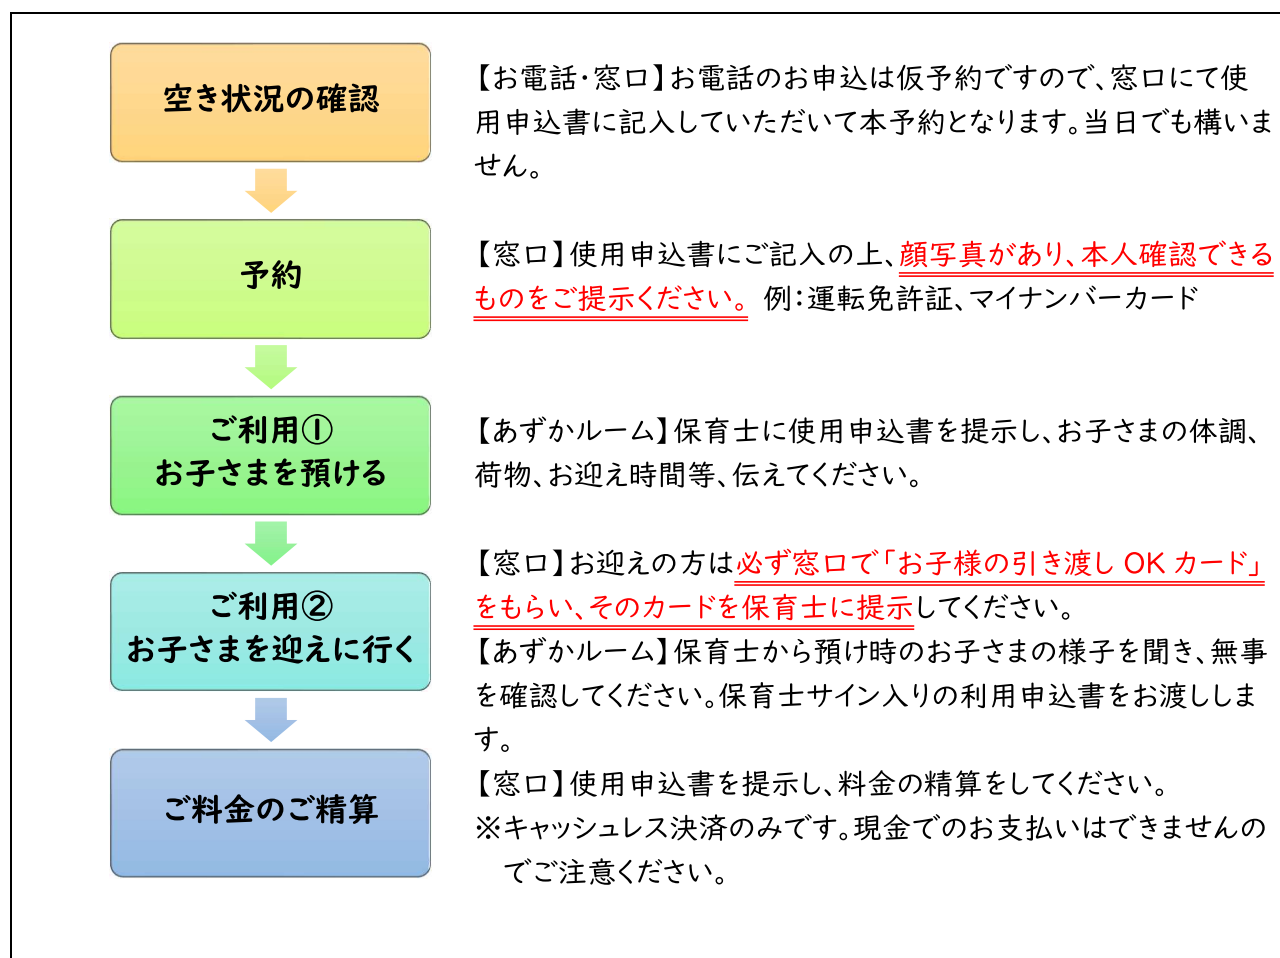 空き状況の確認
【お電話・窓口】お電話のお申込は仮予約ですので、窓口にて使
用申込書に記入していただいて本予約となります。当日でも構いま
せん。
予約
【窓口】使用申込書にご記入の上、顔写真があり、本人確認できる
ものをご提示ください。 例：運転免許証、マイナンバーカード
ご利用①
お子さまを預ける
【あずかルーム】保育士に使用申込書を提示し、お子さまの体調、
荷物、お迎え時間等、伝えてください。
ご利用②
お子さまを迎えに行く
【窓口】お迎えの方は必ず窓口で「お子様の引き渡し OK カード」
をもらい、そのカードを保育士に提示してください。
【あずかルーム】保育士から預け時のお子さまの様子を聞き、無事
を確認してください。保育士サイン入りの利用申込書をお渡ししま
す。
ご料金のご精算
【窓口】使用申込書を提示し、料金の精算をしてください。
※キャッシュレス決済のみです。現金でのお支払いはできませんの
でご注意ください。